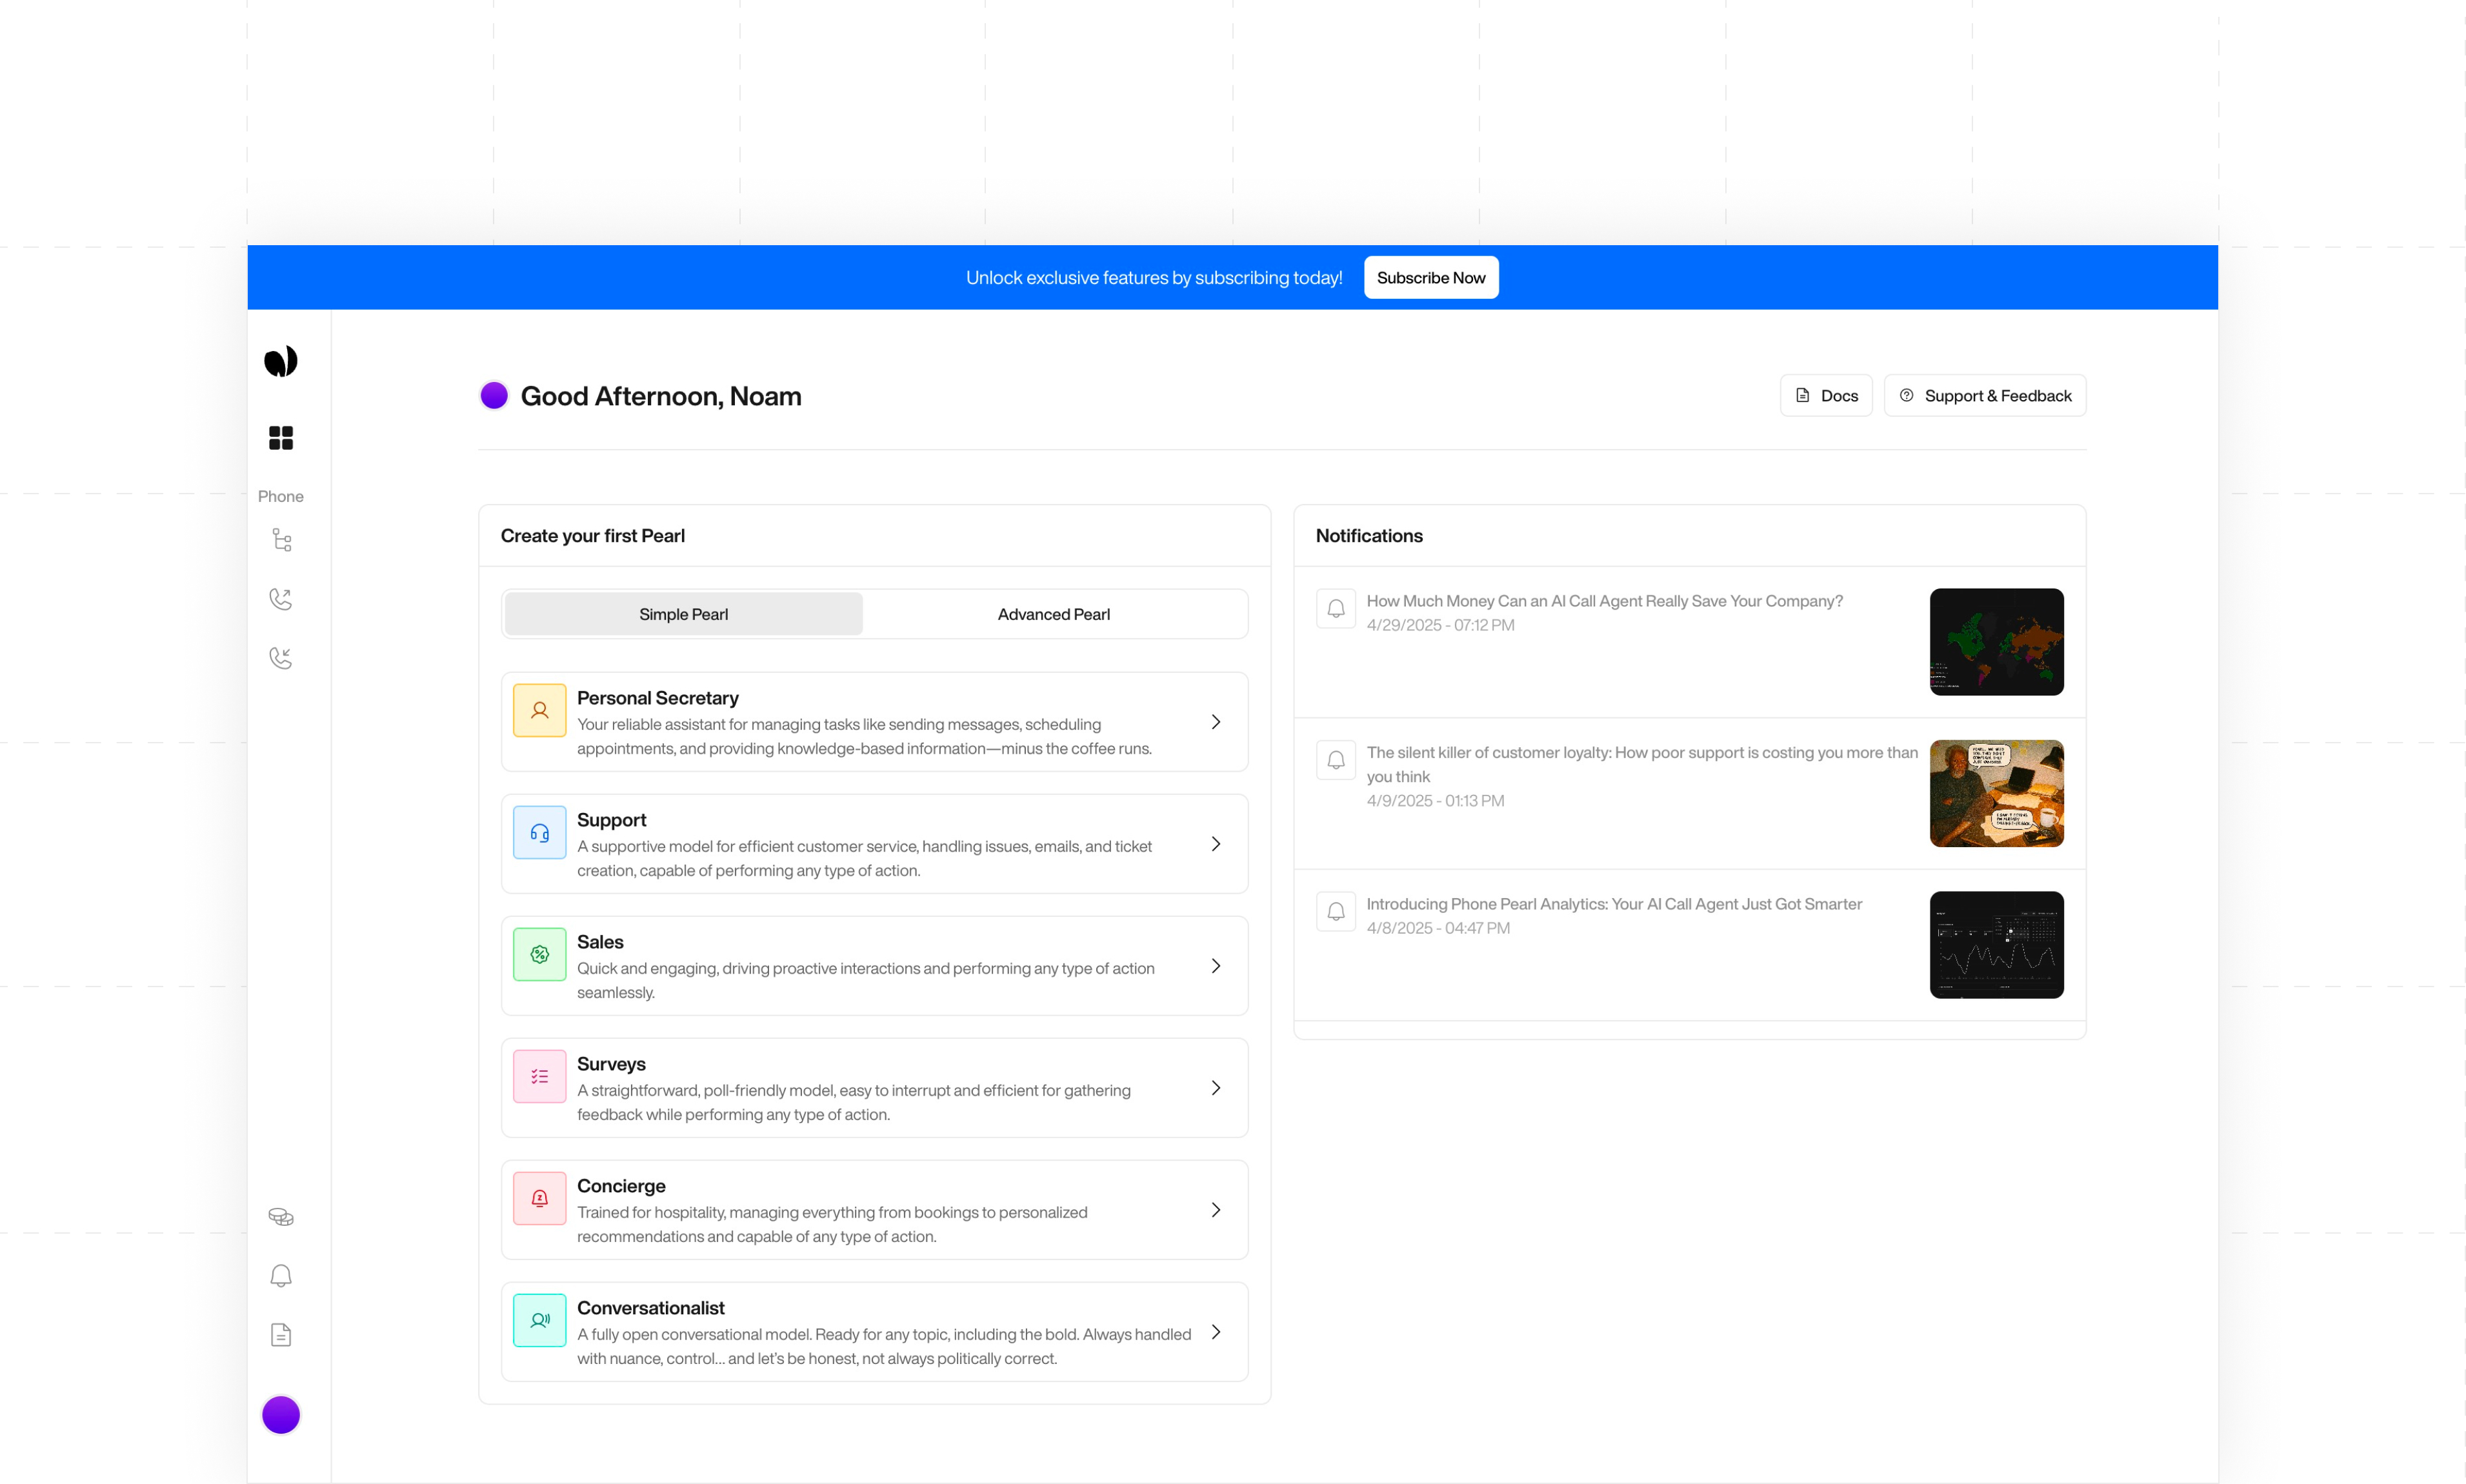 Unlock exclusive features by subscribing today!
Subscribe Now
Good Afternoon, Noam
Docs
Support & Feedback
Phone
Create your first Pearl
Simple Pearl
Advanced Pearl
Personal Secretary
Your reliable assistant for managing tasks like sending messages, scheduling
appointments, and providing knowledge-based information—minus the coffee runs.
Support
A supportive model for efficient customer service, handling issues, emails, and ticket
creation, capable of performing any type of action.
Sales
Quick and engaging, driving proactive interactions and performing any type of action
seamlessly.
Surveys
A straightforward, poll-friendly model, easy to interrupt and efficient for gathering
feedback while performing any type of action.
Concierge
Trained for hospitality, managing everything from bookings to personalized
recommendations and capable of any type of action.
Conversationalist
A fully open conversational model. Ready for any topic, including the bold. Always handled
with nuance, control... and let's be honest, not always politically correct.
Notifications
How Much Money Can an AI Call Agent Really Save Your Company?
4/29/2025 - 07:12 PM
The silent killer of customer loyalty: How poor support is costing you more than
you think
4/9/2025 - 01:13 PM
Introducing Phone Pearl Analytics: Your AI Call Agent Just Got Smarter
4/8/2025 - 04:47 PM